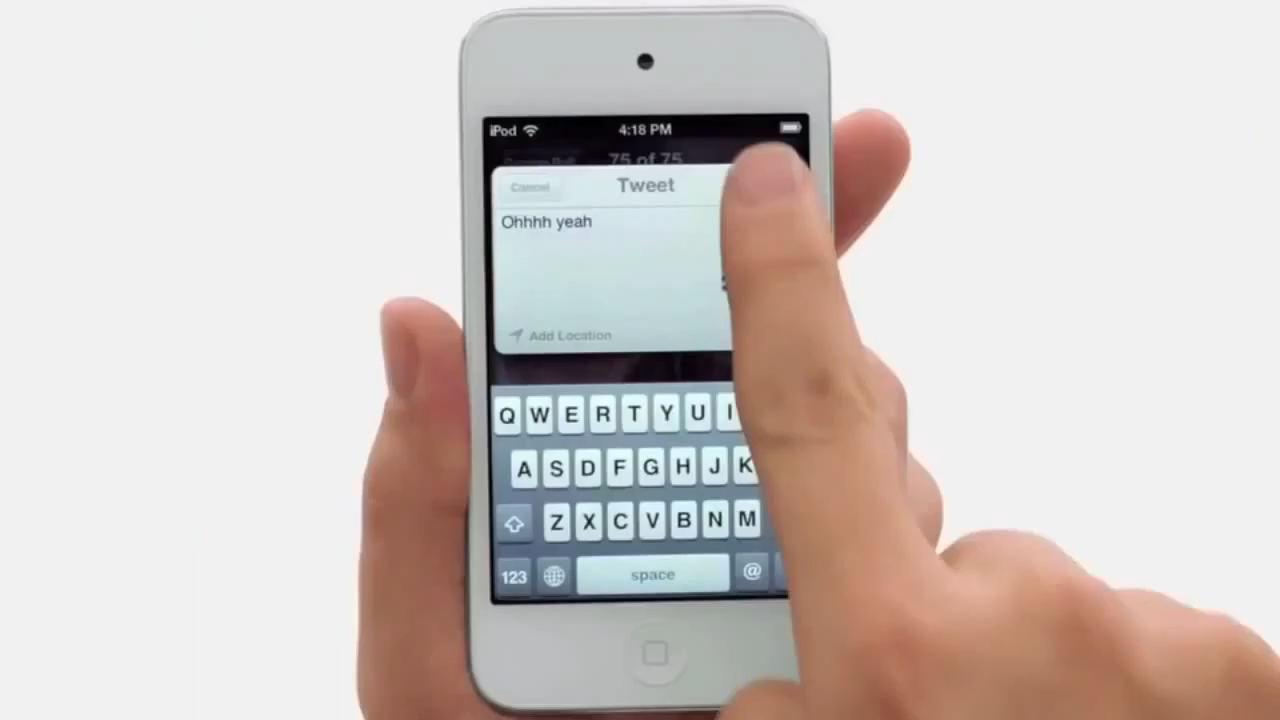 iPod 4:18 PM
75 of 75
Cancel Tweet
Ohhhh yeah
Add Location
Q W E R T Y U I
A S D F G H J K
Z X C V B N M
123 space @